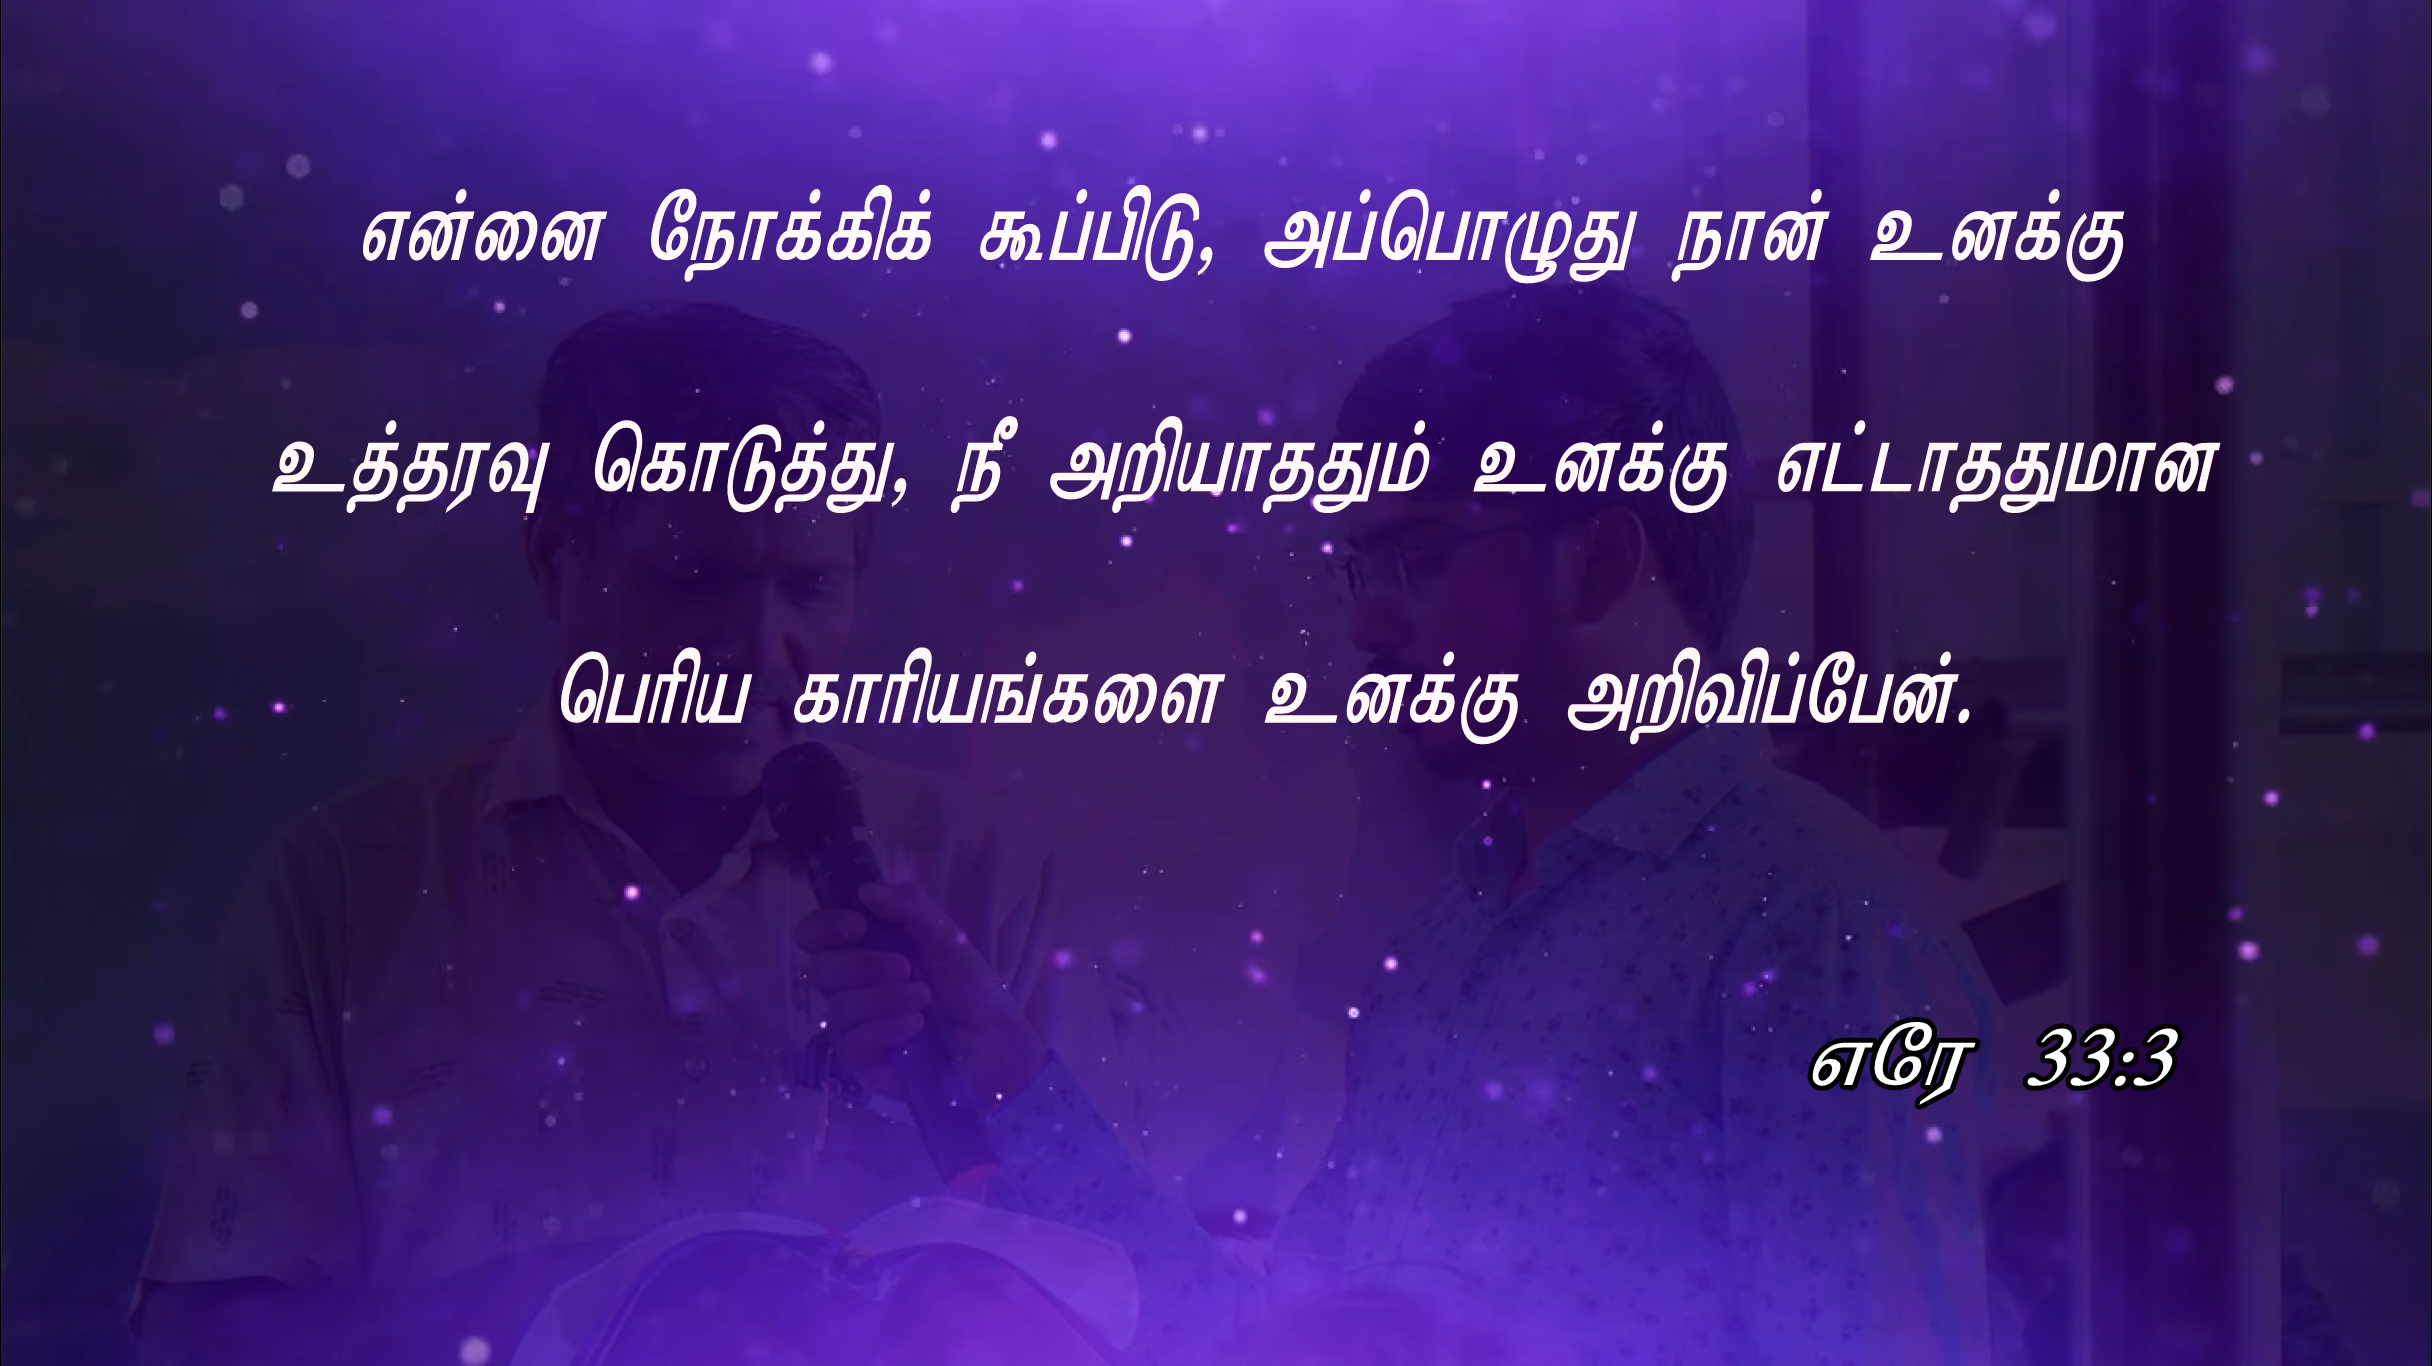 என்னை நோக்கிக் கூப்பிடு, அப்பொழுது நான் உனக்கு
உத்தரவு கொடுத்து, நீ அறியாததும் உனக்கு எட்டாததுமான
பெரிய காரியங்களை உனக்கு அறிவிப்பேன்.
எரே 33:3